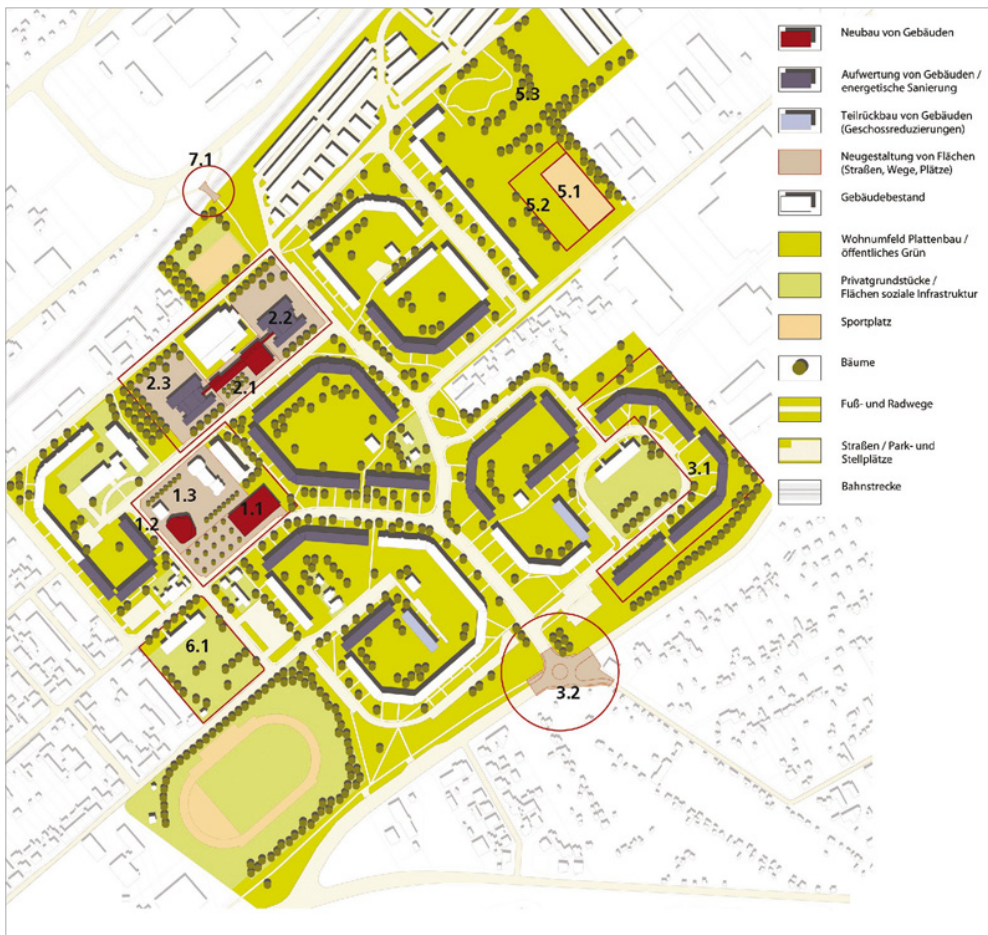 Neubau von Gebäuden
Aufwertung von Gebäuden /
energetische Sanierung
Teilrückbau von Gebäuden
(Geschossreduzierungen)
Neugestaltung von Flächen
(Straßen, Wege, Plätze)
Gebäudebestand
Wohnumfeld Plattenbau /
öffentliches Grün
Privatgrundstücke /
Flächen soziale Infrastruktur
Sportplatz
Bäume
Fuß- und Radwege
Straßen / Park- und
Stellplätze
Bahnstrecke
5.3
7.1
5.1
5.2
2.2
2.3
2.1
3.1
1.3
1.1
1.2
6.1
3.2